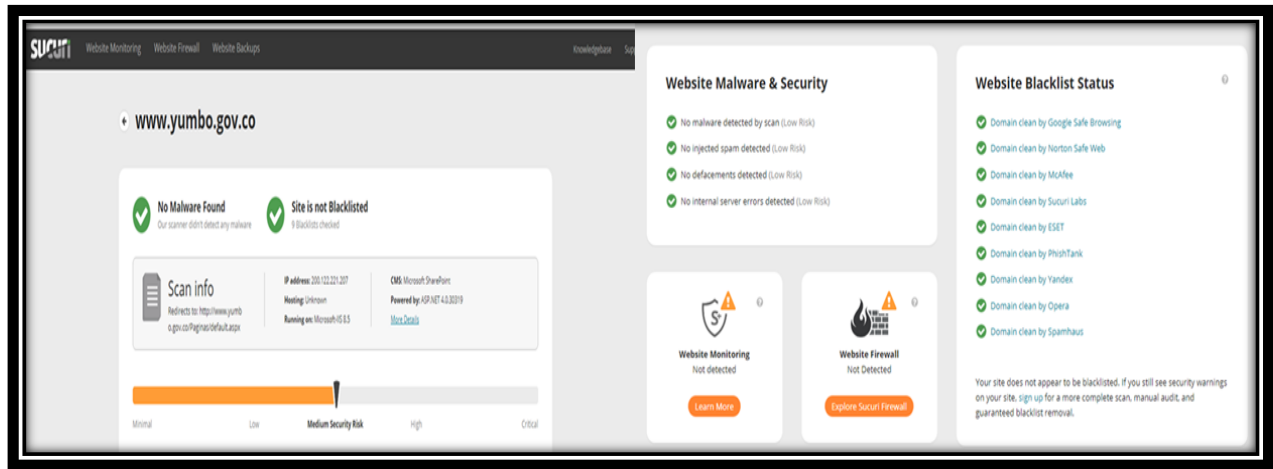 SUCURI Website Monitoring Website Firewall Website Backups Knowledgebase Sup
www.yumbo.gov.co
No Malware Found
Our scanner didn't detect any malware
Site is not Blacklisted
9 Blacklists checked
Scan info
Redirects to: http://www.yumb
o.gov.co/Paginas/default.aspx
IP address: 200.122.221.207
Hosting: Unknown
Running on: Microsoft-IIS 8.5
CMS: Microsoft SharePoint
Powered by: ASP.NET 4.0.30319
More Details
Minimal Low Medium Security Risk High Critical
Website Malware & Security
No malware detected by scan (Low Risk)
No injected spam detected (Low Risk)
No defacements detected (Low Risk)
No internal server errors detected (Low Risk)
Website Monitoring
Not detected
Learn More
Website Firewall
Not Detected
Explore Sucuri Firewall
Website Blacklist Status
Domain clean by Google Safe Browsing
Domain clean by Norton Safe Web
Domain clean by McAfee
Domain clean by Sucuri Labs
Domain clean by ESET
Domain clean by PhishTank
Domain clean by Yandex
Domain clean by Opera
Domain clean by Spamhaus
Your site does not appear to be blacklisted. If you still see security warnings
on your site, sign up for a more complete scan, manual audit, and
guaranteed blacklist removal.